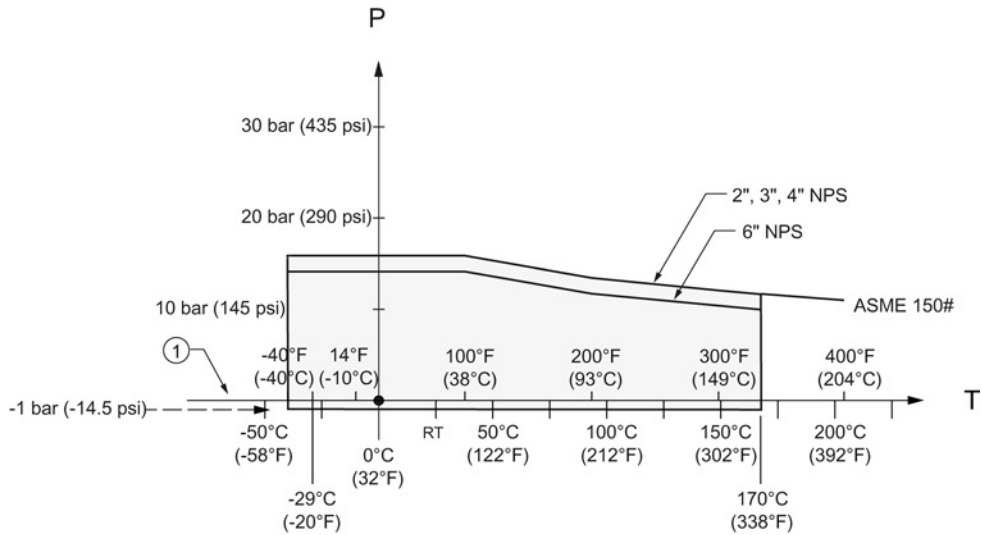 P
30 bar (435 psi)
2", 3", 4" NPS
20 bar (290 psi)
6" NPS
10 bar (145 psi)
ASME 150#
1
-40°F 14°F 100°F 200°F 300°F 400°F
(-40°C) (-10°C) (38°C) (93°C) (149°C) (204°C)
-1 bar (-14.5 psi)
T
-50°C RT 50°C 100°C 150°C 200°C
(-58°F) 0°C (122°F) (212°F) (302°F) (392°F)
(32°F)
-29°C 170°C
(-20°F) (338°F)